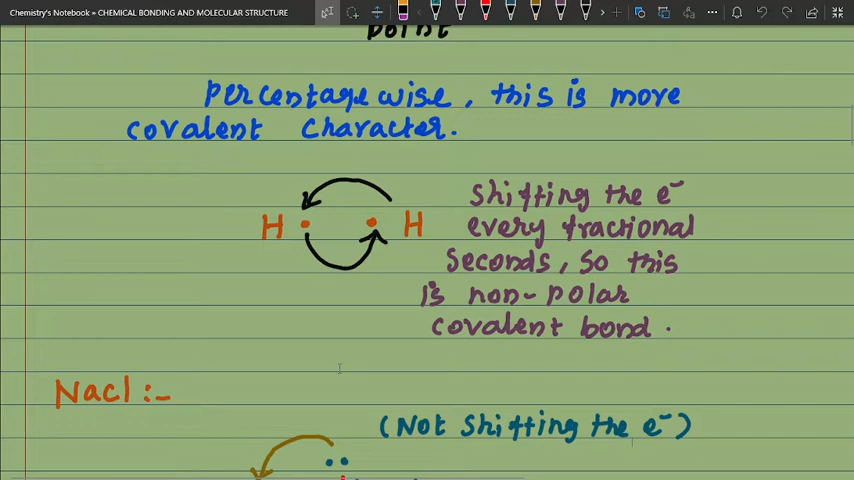 Chemistry's Notebook » CHEMICAL BONDING AND MOLECULAR STRUCTURE
point
Percentage wise, this is more
covalent character.
H • • H
Shifting the e⁻
every fractional
Seconds, So this
is non-polar
covalent bond.
Nacl :-
(Not Shifting the e⁻)